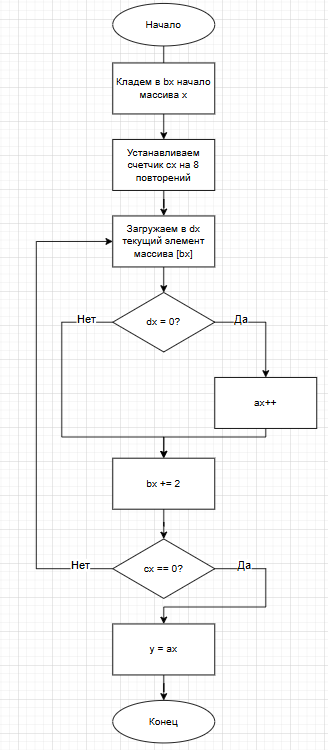 Начало
Кладем в bx начало
массива x
Устанавливаем
счетчик cx на 8
повторений
Загружаем в dx
текущий элемент
массива [bx]
Нет
dx = 0?
Да
ax++
bx += 2
Нет
cx == 0?
Да
y = ax
Конец